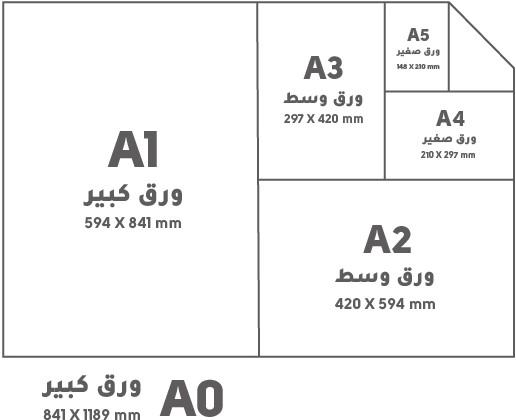 A1
ورق كبير
594 X 841 mm
A3
ورق وسط
297 X 420 mm
A5
ورق صغير
148 X 210 mm
A4
ورق صغير
210 X 297 mm
A2
ورق وسط
420 X 594 mm
A0
ورق كبير
841 X 1189 mm